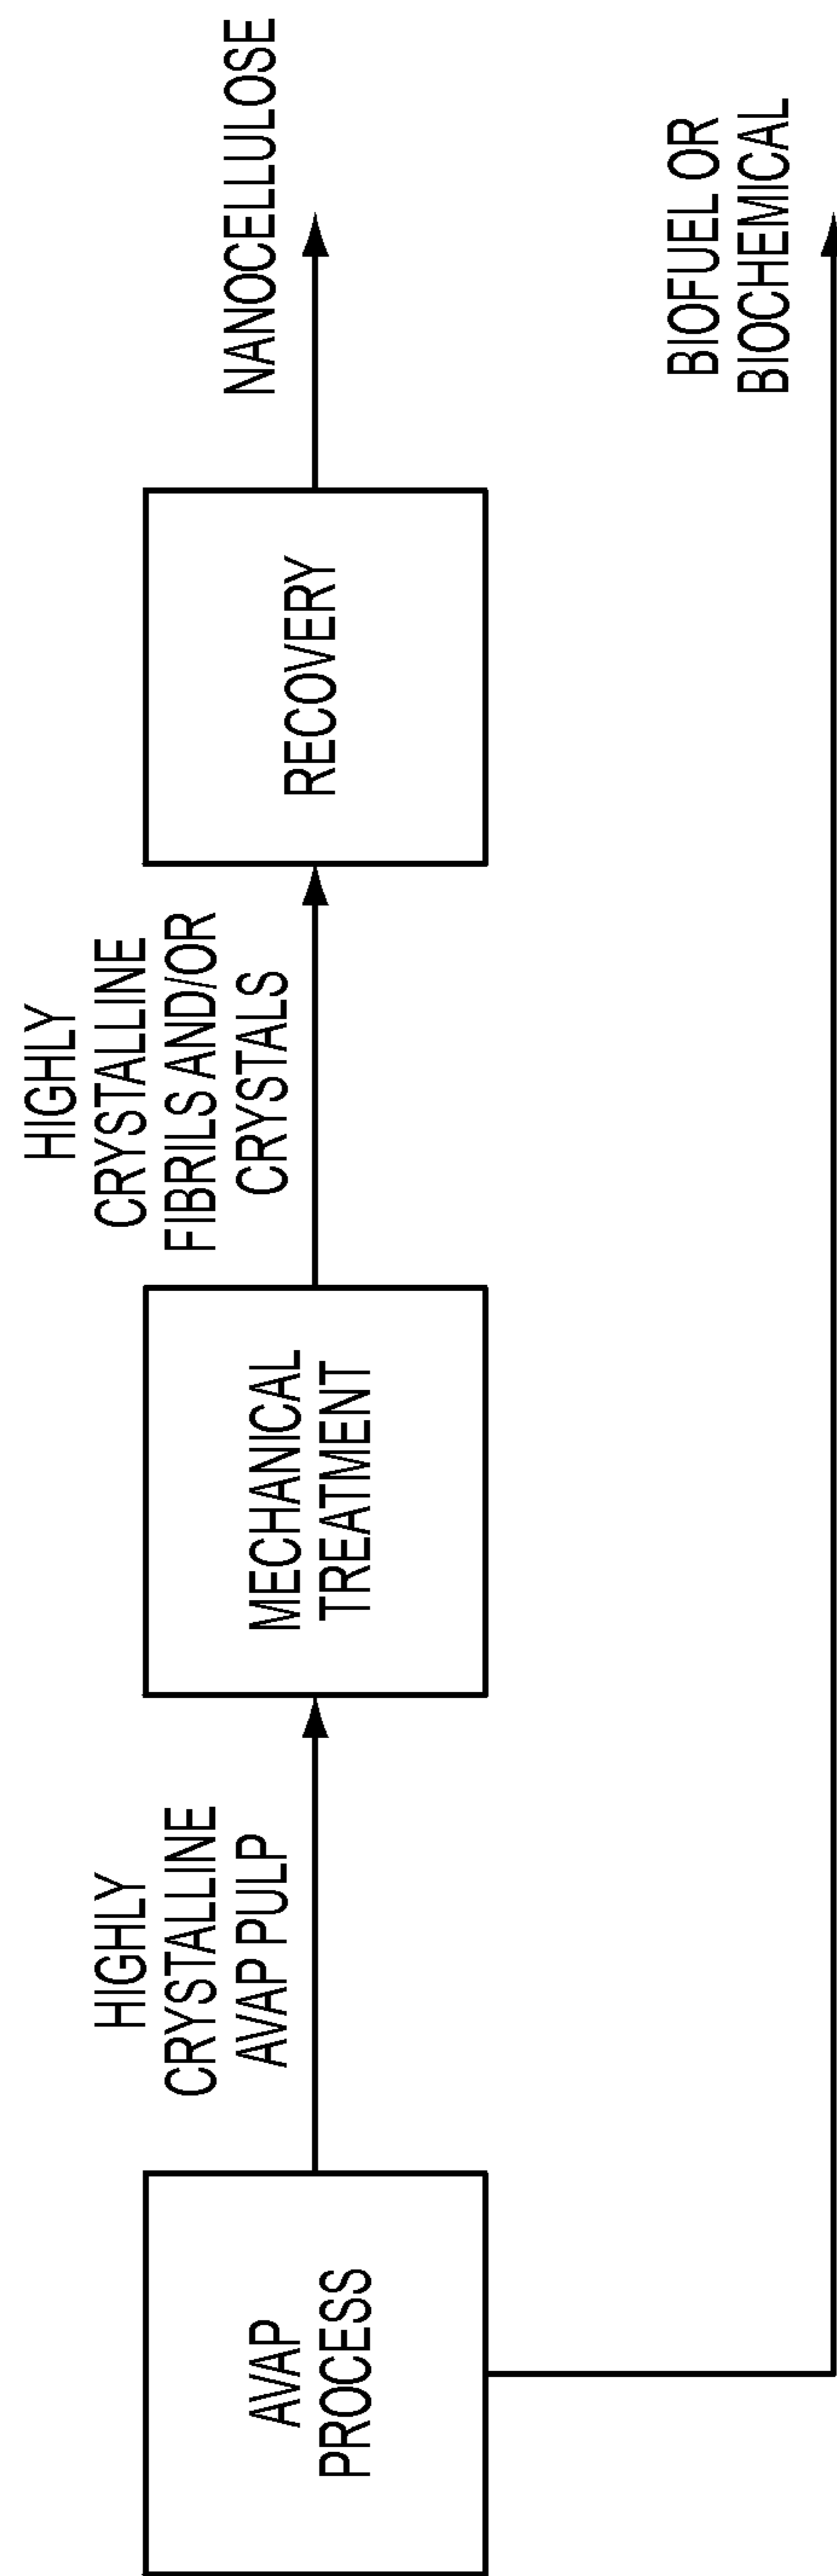 AVAP
PROCESS
HIGHLY
CRYSTALLINE
AVAP PULP
MECHANICAL
TREATMENT
HIGHLY
CRYSTALLINE
FIBRILS AND/OR
CRYSTALS
RECOVERY
NANOCELLULOSE
BIOFUEL OR
BIOCHEMICAL